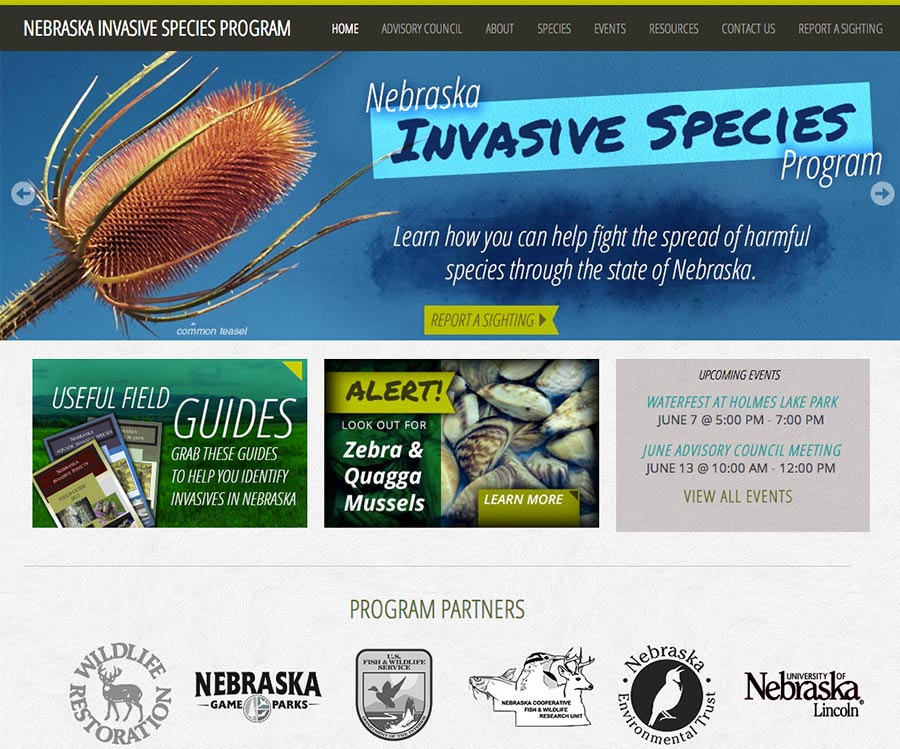 NEBRASKA INVASIVE SPECIES PROGRAM
HOME
ADVISORY COUNCIL
ABOUT
SPECIES
EVENTS
RESOURCES
CONTACT US
REPORT A SIGHTING
Nebraska
INVASIVE SPECIES
Program
Learn how you can help fight the spread of harmful
species through the state of Nebraska.
REPORT A SIGHTING
common teasel
USEFUL FIELD
GUIDES
GRAB THESE GUIDES
TO HELP YOU IDENTIFY
INVASIVES IN NEBRASKA
NEBRASKA
FIELD GUIDE
ALERT!
LOOK OUT FOR
Zebra &
Quagga
Mussels
LEARN MORE
UPCOMING EVENTS
WATERFEST AT HOLMES LAKE PARK
JUNE 7 @ 5:00 PM - 7:00 PM
JUNE ADVISORY COUNCIL MEETING
JUNE 13 @ 10:00 AM - 12:00 PM
VIEW ALL EVENTS
PROGRAM PARTNERS
WILDLIFE
RESTORATION
NEBRASKA
GAME PARKS
U.S.
FISH & WILDLIFE
SERVICE
NEBRASKA COOPERATIVE
FISH & WILDLIFE
RESEARCH UNIT
Nebraska
Environmental Trust
UNIVERSITY OF
Nebraska
Lincoln®